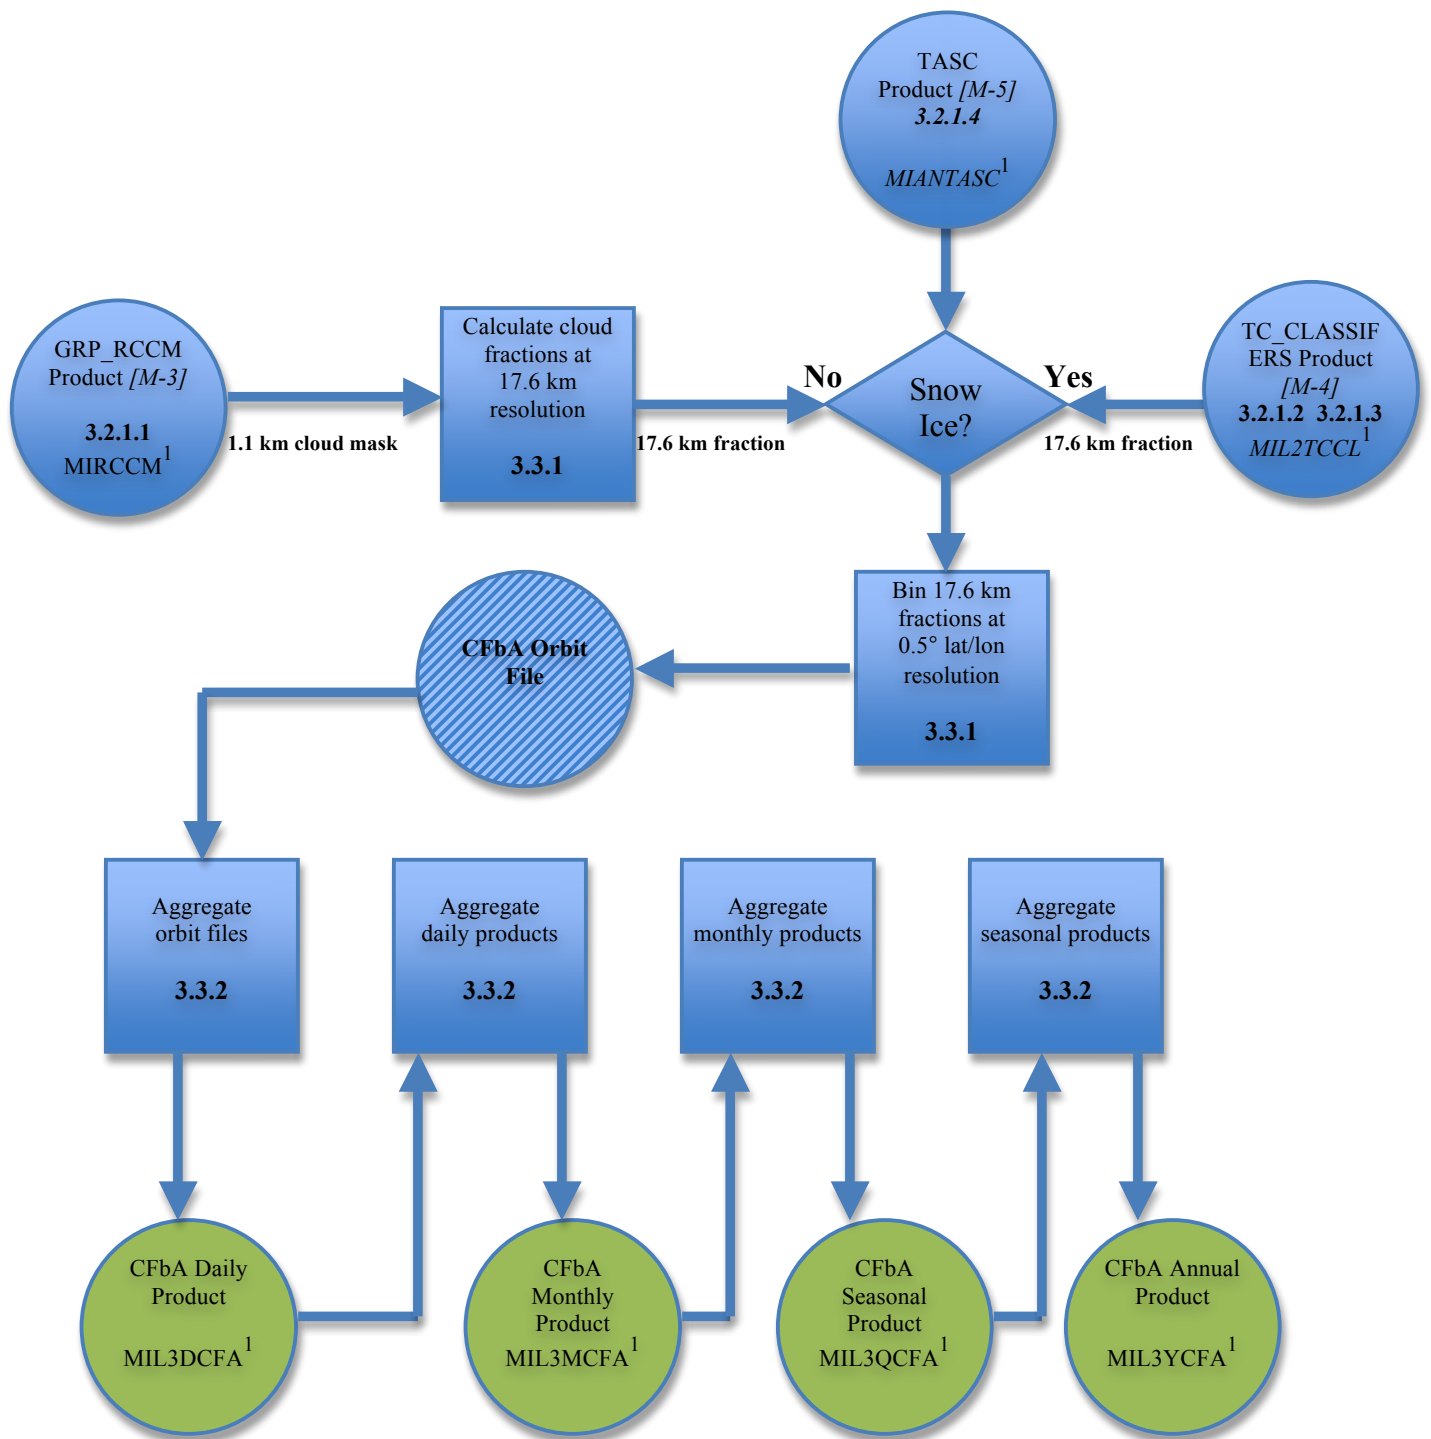 TASC
Product [M-5]
3.2.1.4
MIANTASC1
GRP_RCCM
Product [M-3]
3.2.1.1
MIRCCM1
1.1 km cloud mask
Calculate cloud
fractions at
17.6 km
resolution
3.3.1
17.6 km fraction
No
Snow
Ice?
Yes
17.6 km fraction
TC_CLASSIF
ERS Product
[M-4]
3.2.1.2 3.2.1.3
MIL2TCCL1
Bin 17.6 km
fractions at
0.5° lat/lon
resolution
3.3.1
CFbA Orbit
File
Aggregate
orbit files
3.3.2
Aggregate
daily products
3.3.2
Aggregate
monthly products
3.3.2
Aggregate
seasonal products
3.3.2
CFbA Daily
Product
MIL3DCFA1
CFbA
Monthly
Product
MIL3MCFA1
CFbA
Seasonal
Product
MIL3QCFA1
CFbA Annual
Product
MIL3YCFA1